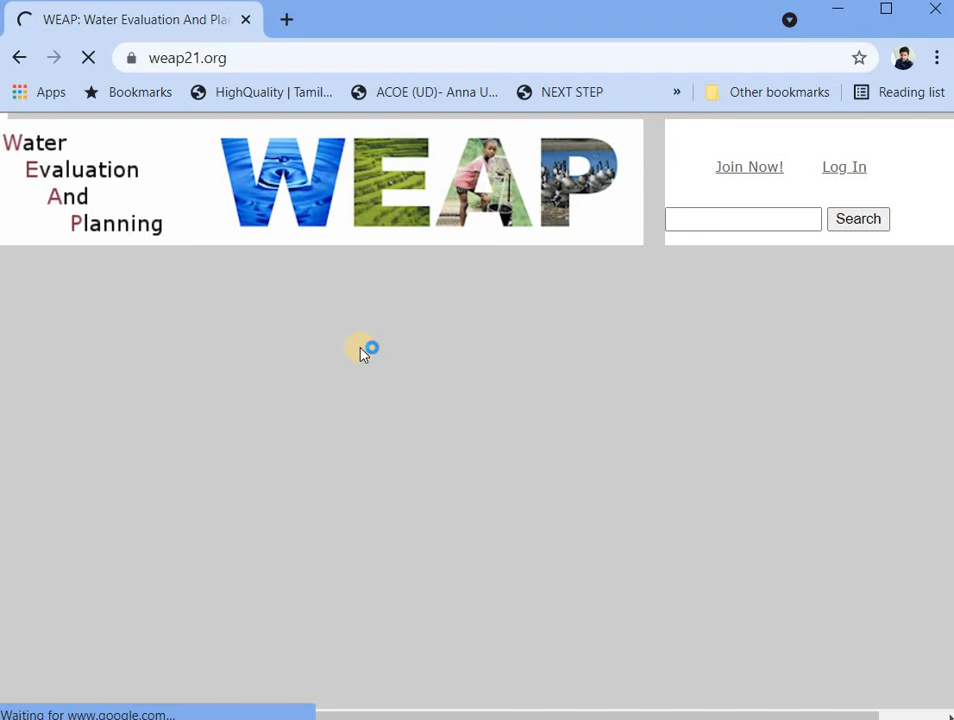 WEAP: Water Evaluation And Pla
weap21.org
Apps
Bookmarks
HighQuality | Tamil...
ACOE (UD)- Anna U...
NEXT STEP
»
Other bookmarks
Reading list
Water
Evaluation
And
Planning
WEAP
Join Now!
Log In
Search
Waiting for www.google.com...